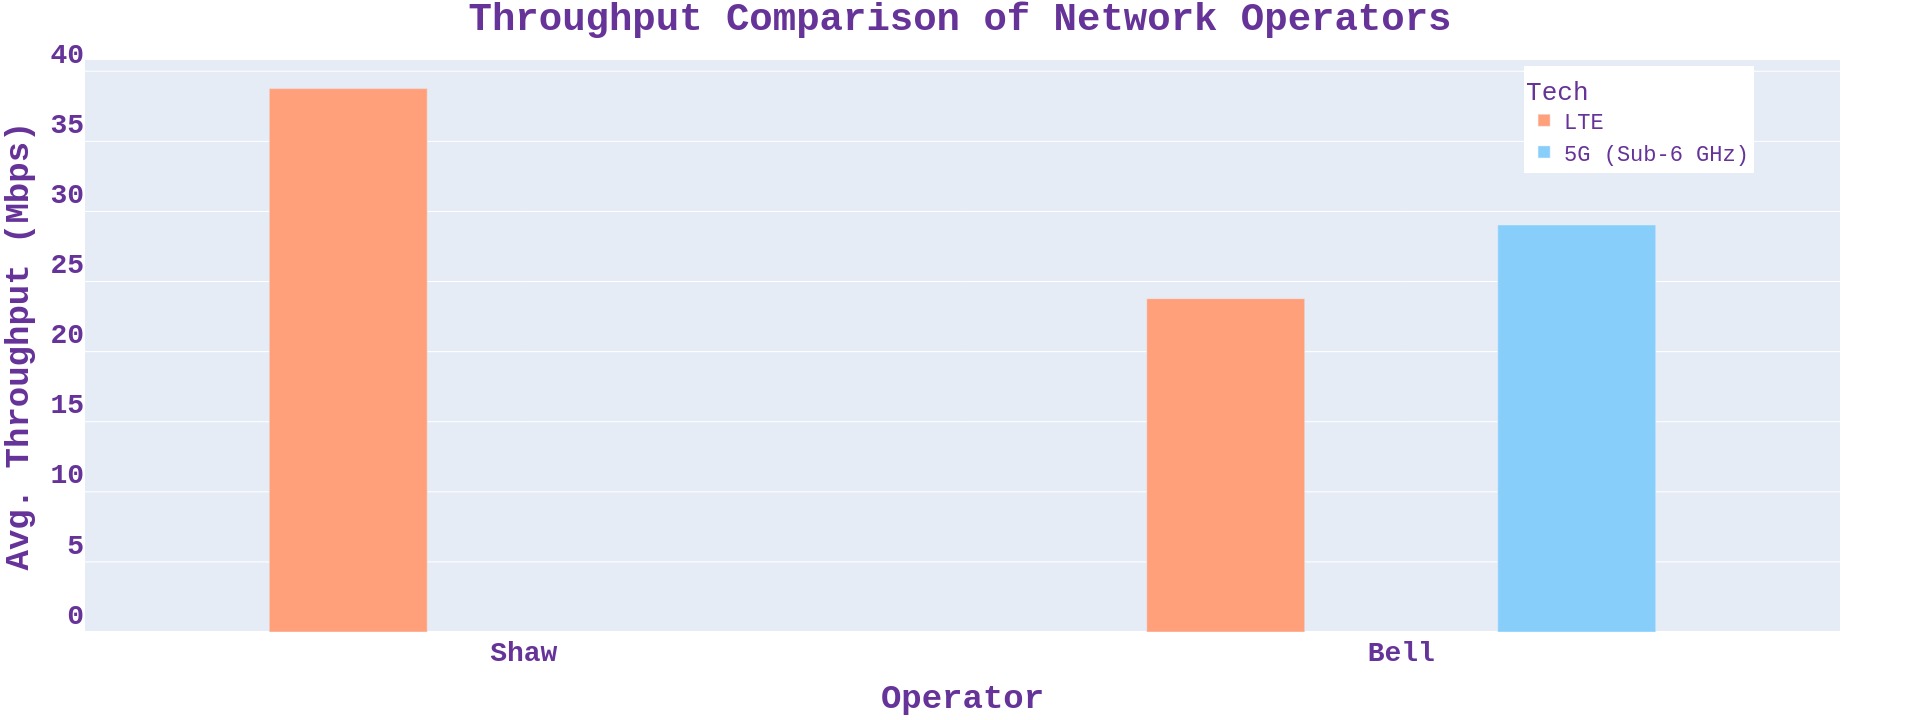 Throughput Comparison of Network Operators
Avg. Throughput (Mbps)
40
35
30
25
20
15
10
5
0
Tech
LTE
5G (Sub-6 GHz)
Shaw
Bell
Operator